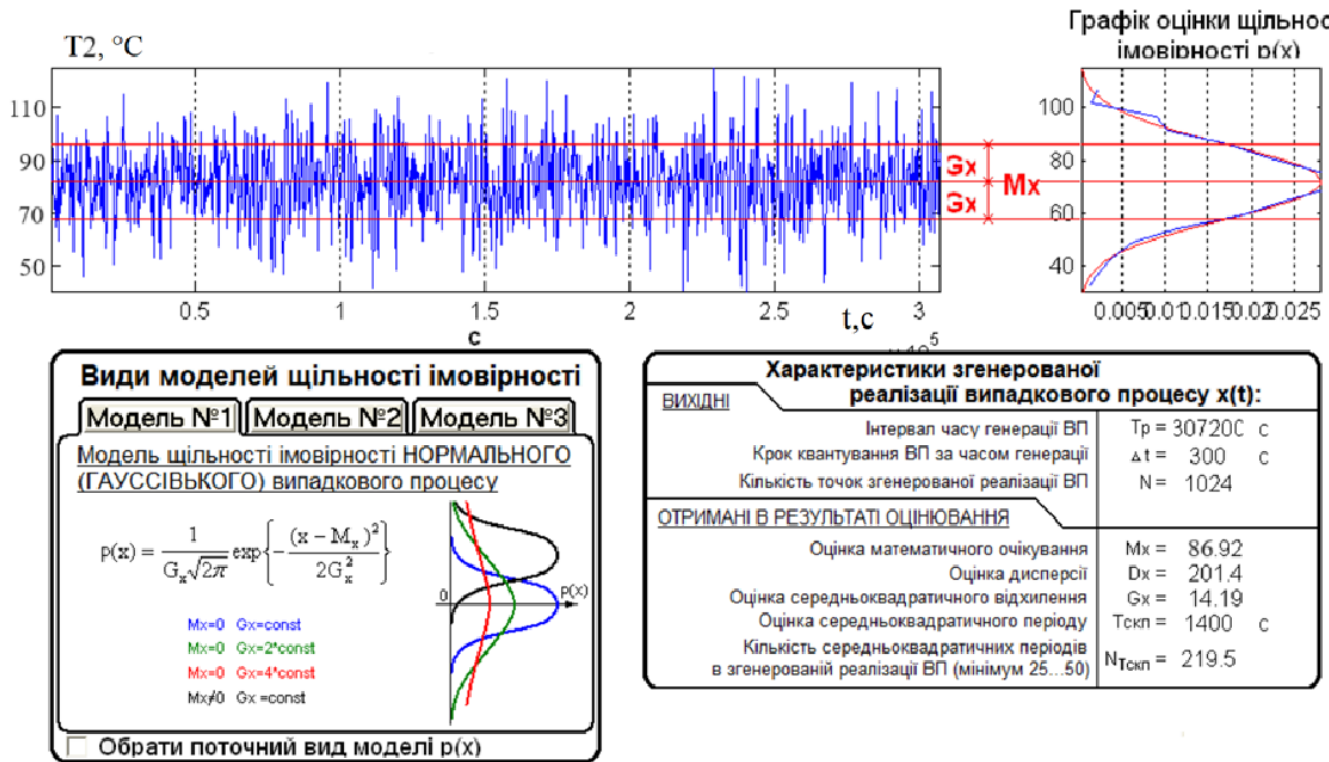 T2, °C
Графік оцінки щільнос
імовірності p(x)
110
90
70
50
0.5
1
1.5
2
2.5
3
c
t,c
Gx
Gx
Mx
100
80
60
40
0.005
0.01
0.015
0.02
0.025
Види моделей щільності імовірності
Модель №1 Модель №2 Модель №3
Модель щільності імовірності НОРМАЛЬНОГО
(ГАУССІВЬКОГО) випадкового процесу
p(x) = 1/(Gₓ√2π) exp{-(x - Mₓ)²/2Gₓ²}
0
p(x)
Mx=0 Gx=const
Mx=0 Gx=2*const
Mx=0 Gx=4*const
Mx≠0 Gx =const
Обрати поточний вид моделі p(x)
Характеристики згенерованої
реалізації випадкового процесу x(t):
ВИХІДНІ
Інтервал часу генерації ВП Tp = 307200 c
Крок квантування ВП за часом генерації Δt = 300 c
Кількість точок згенерованої реалізації ВП N = 1024
ОТРИМАНІ В РЕЗУЛЬТАТІ ОЦІНЮВАННЯ
Оцінка математичного очікування Mx = 86.92
Оцінка дисперсії Dx = 201.4
Оцінка середньоквадратичного відхилення Gx = 14.19
Оцінка середньоквадратичного періоду Tскп = 1400 c
Кількість середньоквадратичних періодів
в згенерованій реалізації ВП (мінімум 25...50) NTскп = 219.5